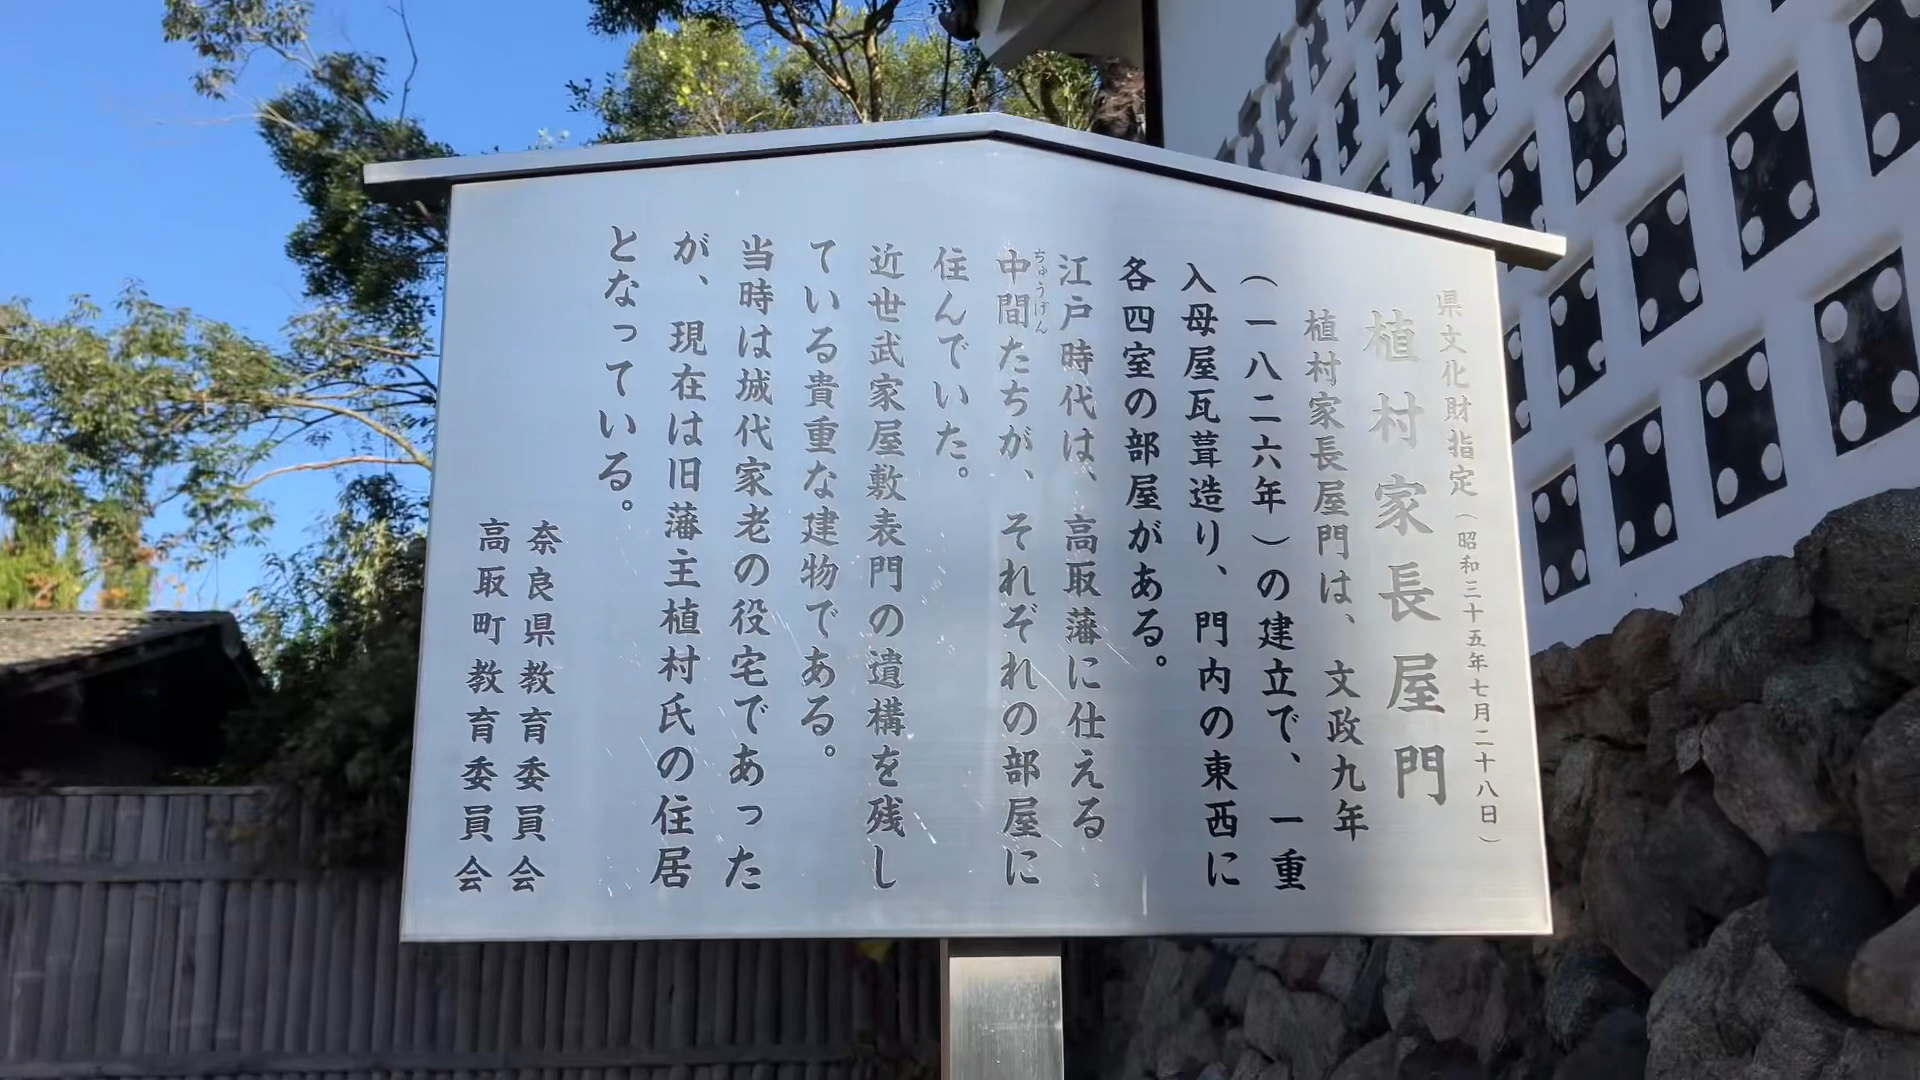 県文化財指定（昭和三十五年七月二十八日）
植村家長屋門
植村家長屋門は、文政九年
（一八二六年）の建立で、一重
入母屋瓦葺造り、門内の東西に
各四室の部屋がある。
江戸時代は、高取藩に仕える
ちゅうげん
中間たちが、それぞれの部屋に
住んでいた。
近世武家屋敷表門の遺構を残し
ている貴重な建物である。
当時は城代家老の役宅であった
が、現在は旧藩主植村氏の住居
となっている。
奈良県教育委員会
高取町教育委員会